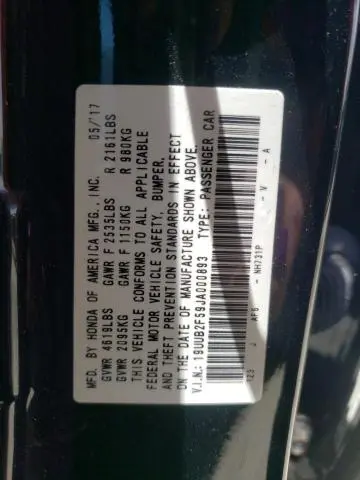 MFD. BY HONDA OF AMERICA MFG., INC. 05/17
GVWR 4619LBS GAWR F 2535LBS R 2161LBS
GVWR 2095KG GAWR F 1150KG R 980KG
THIS VEHICLE CONFORMS TO ALL APPLICABLE
FEDERAL MOTOR VEHICLE SAFETY, BUMPER,
AND THEFT PREVENTION STANDARDS IN EFFECT
ON THE DATE OF MANUFACTURE SHOWN ABOVE.
V.I.N.: 19UUB2F59JA000893 TYPE: PASSENGER CAR
J AF5 - NH731P - V - A